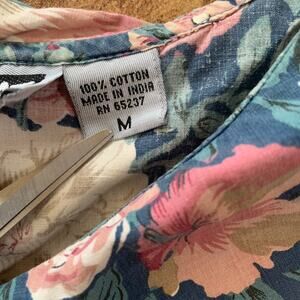 100% COTTON
MADE IN INDIA
RN 65237
M